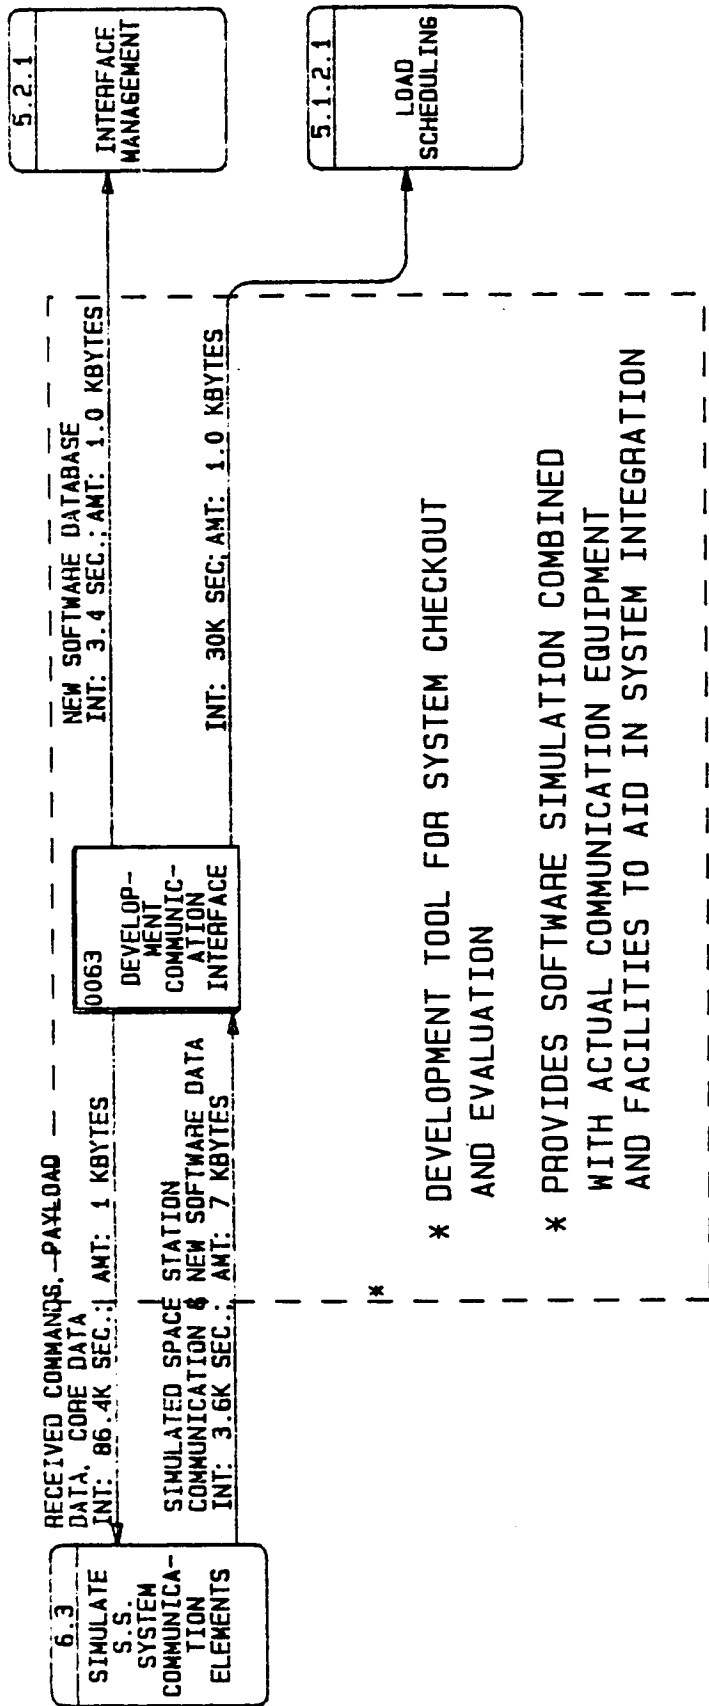 6.3
SIMULATE
S.S.
SYSTEM
COMMUNICA-
TION
ELEMENTS
RECEIVED COMMANDS, PAYLOAD
DATA, CORE DATA
INT: 86.4K SEC.; AMT: 1 KBYTES
SIMULATED SPACE STATION
COMMUNICATION & NEW SOFTWARE DATA
INT: 3.6K SEC.; AMT: 7 KBYTES
0063
DEVELOP-
MENT
COMMUNIC-
ATION
INTERFACE
NEW SOFTWARE DATABASE
INT: 3.4 SEC.; AMT: 1.0 KBYTES
INT: 30K SEC; AMT: 1.0 KBYTES
5.2.1
INTERFACE
MANAGEMENT
5.1.2.1
LOAD
SCHEDULING
*
* DEVELOPMENT TOOL FOR SYSTEM CHECKOUT
AND EVALUATION
* PROVIDES SOFTWARE SIMULATION COMBINED
WITH ACTUAL COMMUNICATION EQUIPMENT
AND FACILITIES TO AID IN SYSTEM INTEGRATION